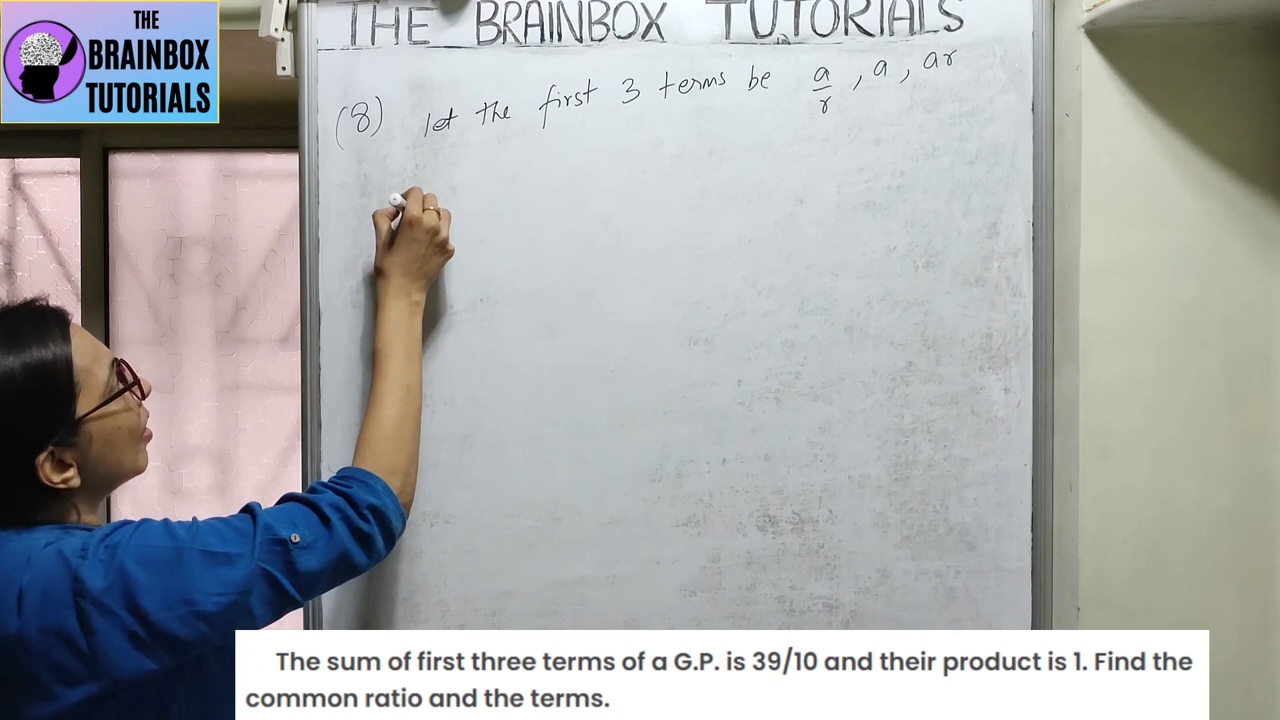 THE
BRAINBOX
TUTORIALS
THE BRAINBOX TUTORIALS
(8) let the first 3 terms be a/r , a , ar
The sum of first three terms of a G.P. is 39/10 and their product is 1. Find the
common ratio and the terms.